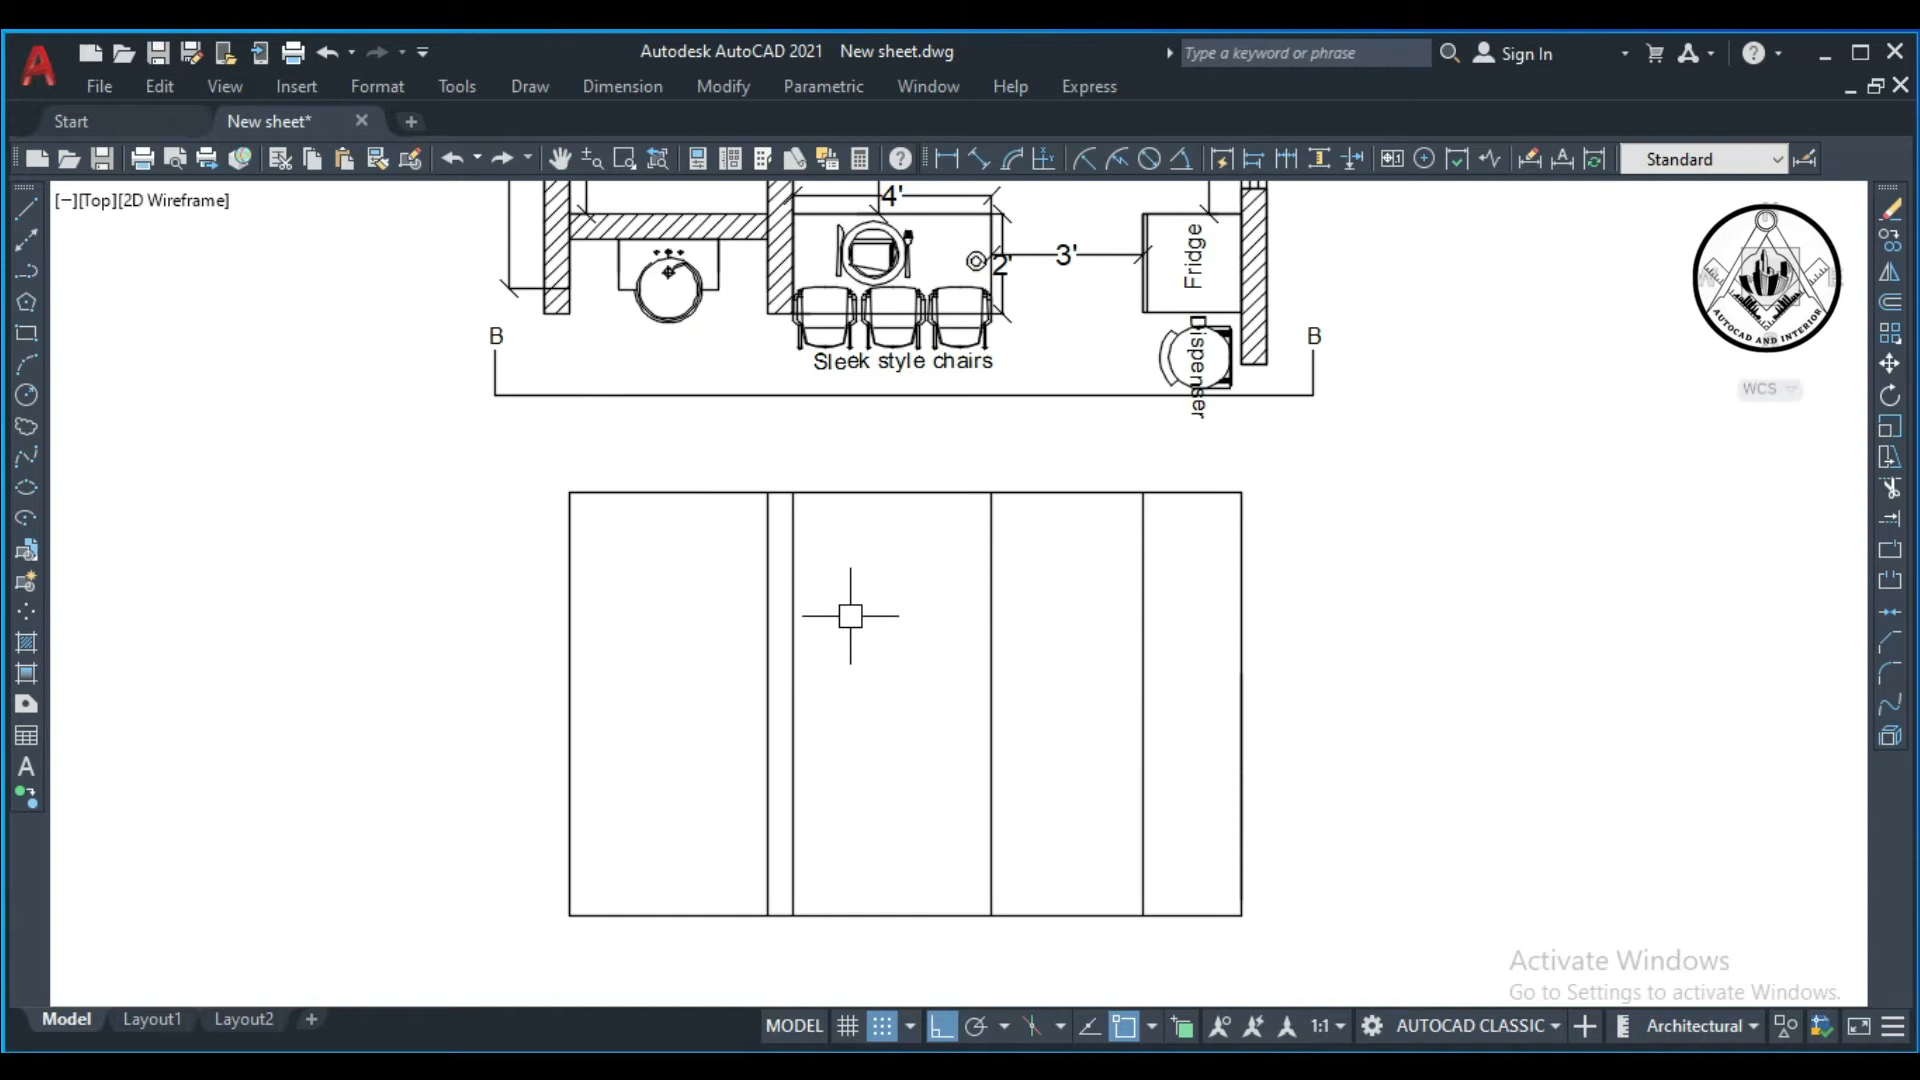 Autodesk AutoCAD 2021 New sheet.dwg
Type a keyword or phrase
Sign In
File Edit View Insert Format Tools Draw Dimension Modify Parametric Window Help Express
Start
New sheet*
Standard
[−][Top][2D Wireframe]
4'
2'
3'
Fridge
Dispenser
B
B
Sleek style chairs
AUTOCAD AND INTERIOR
WCS
Activate Windows
Go to Settings to activate Windows.
Model Layout1 Layout2
MODEL
1:1
AUTOCAD CLASSIC
Architectural